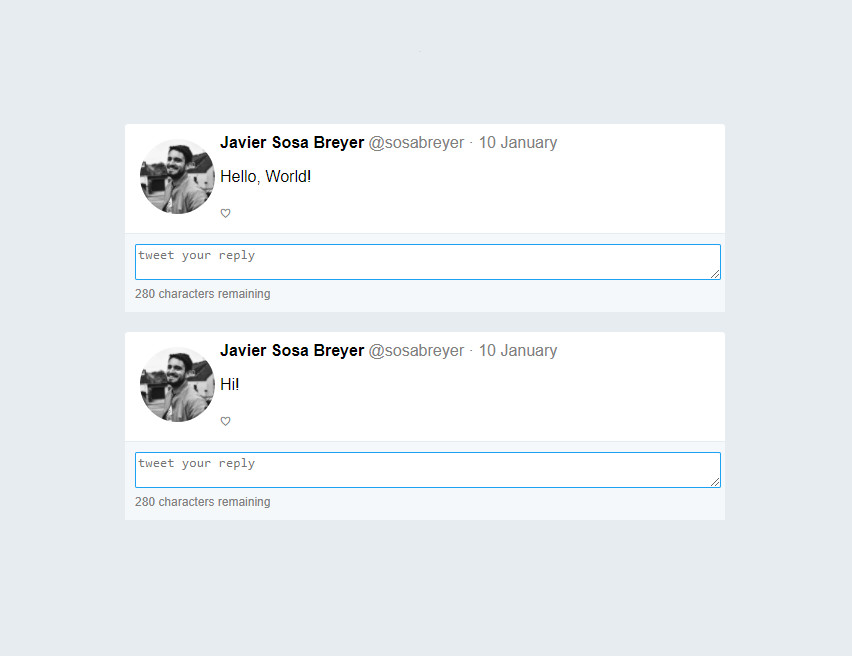 Javier Sosa Breyer @sosabreyer · 10 January
Hello, World!
tweet your reply
280 characters remaining
Javier Sosa Breyer @sosabreyer · 10 January
Hi!
tweet your reply
280 characters remaining